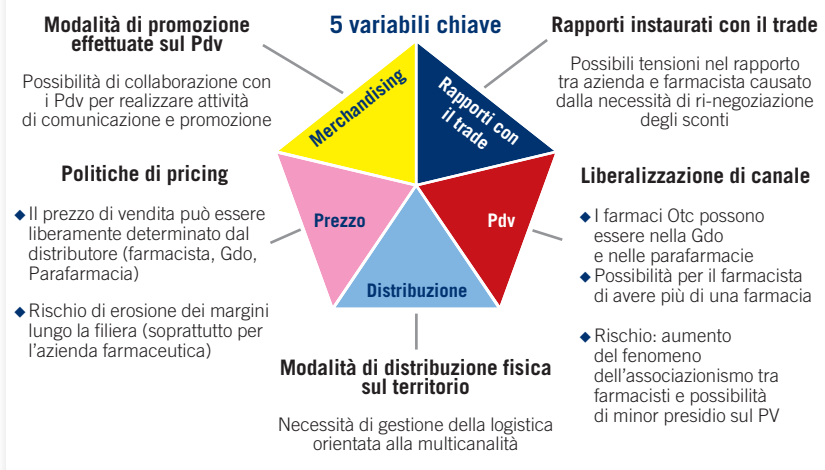 5 variabili chiave
Modalità di promozione
effettuate sul Pdv
Possibilità di collaborazione con
i Pdv per realizzare attività
di comunicazione e promozione
Rapporti instaurati con il trade
Possibili tensioni nel rapporto
tra azienda e farmacista causato
dalla necessità di ri-negoziazione
degli sconti
Merchandising
Rapporti con
il trade
Prezzo
Pdv
Distribuzione
Politiche di pricing
◆ Il prezzo di vendita può essere
liberamente determinato dal
distributore (farmacista, Gdo,
Parafarmacia)
◆ Rischio di erosione dei margini
lungo la filiera (soprattutto per
l'azienda farmaceutica)
Liberalizzazione di canale
◆ I farmaci Otc possono
essere nella Gdo
e nelle parafarmacie
◆ Possibilità per il farmacista
di avere più di una farmacia
◆ Rischio: aumento
del fenomeno
dell'associazionismo tra
farmacisti e possibilità
di minor presidio sul PV
Modalità di distribuzione fisica
sul territorio
Necessità di gestione della logistica
orientata alla multicanalità